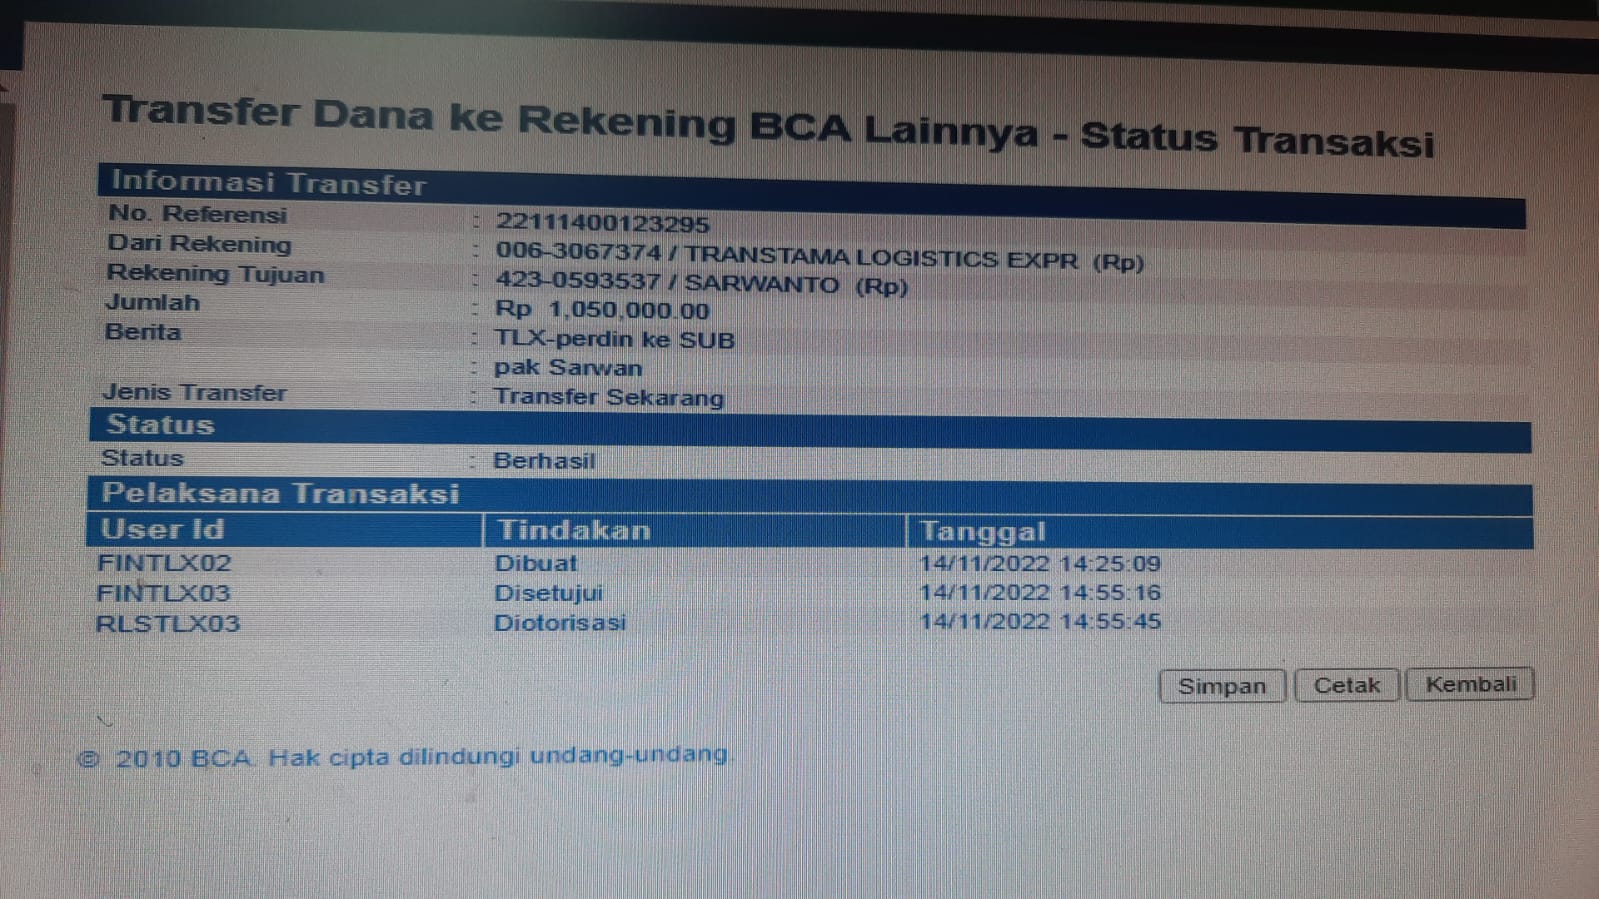 Transfer Dana ke Rekening BCA Lainnya - Status Transaksi
Informasi Transfer
No. Referensi : 22111400123295
Dari Rekening : 006-3067374 / TRANSTAMA LOGISTICS EXPR (Rp)
Rekening Tujuan : 423-0593537 / SARWANTO (Rp)
Jumlah : Rp 1,050,000.00
Berita : TLX-perdin ke SUB
: pak Sarwan
Jenis Transfer : Transfer Sekarang
Status
Status : Berhasil
Pelaksana Transaksi
User Id Tindakan Tanggal
FINTLX02 Dibuat 14/11/2022 14:25:09
FINTLX03 Disetujui 14/11/2022 14:55:16
RLSTLX03 Diotorisasi 14/11/2022 14:55:45
Simpan Cetak Kembali
© 2010 BCA. Hak cipta dilindungi undang-undang.